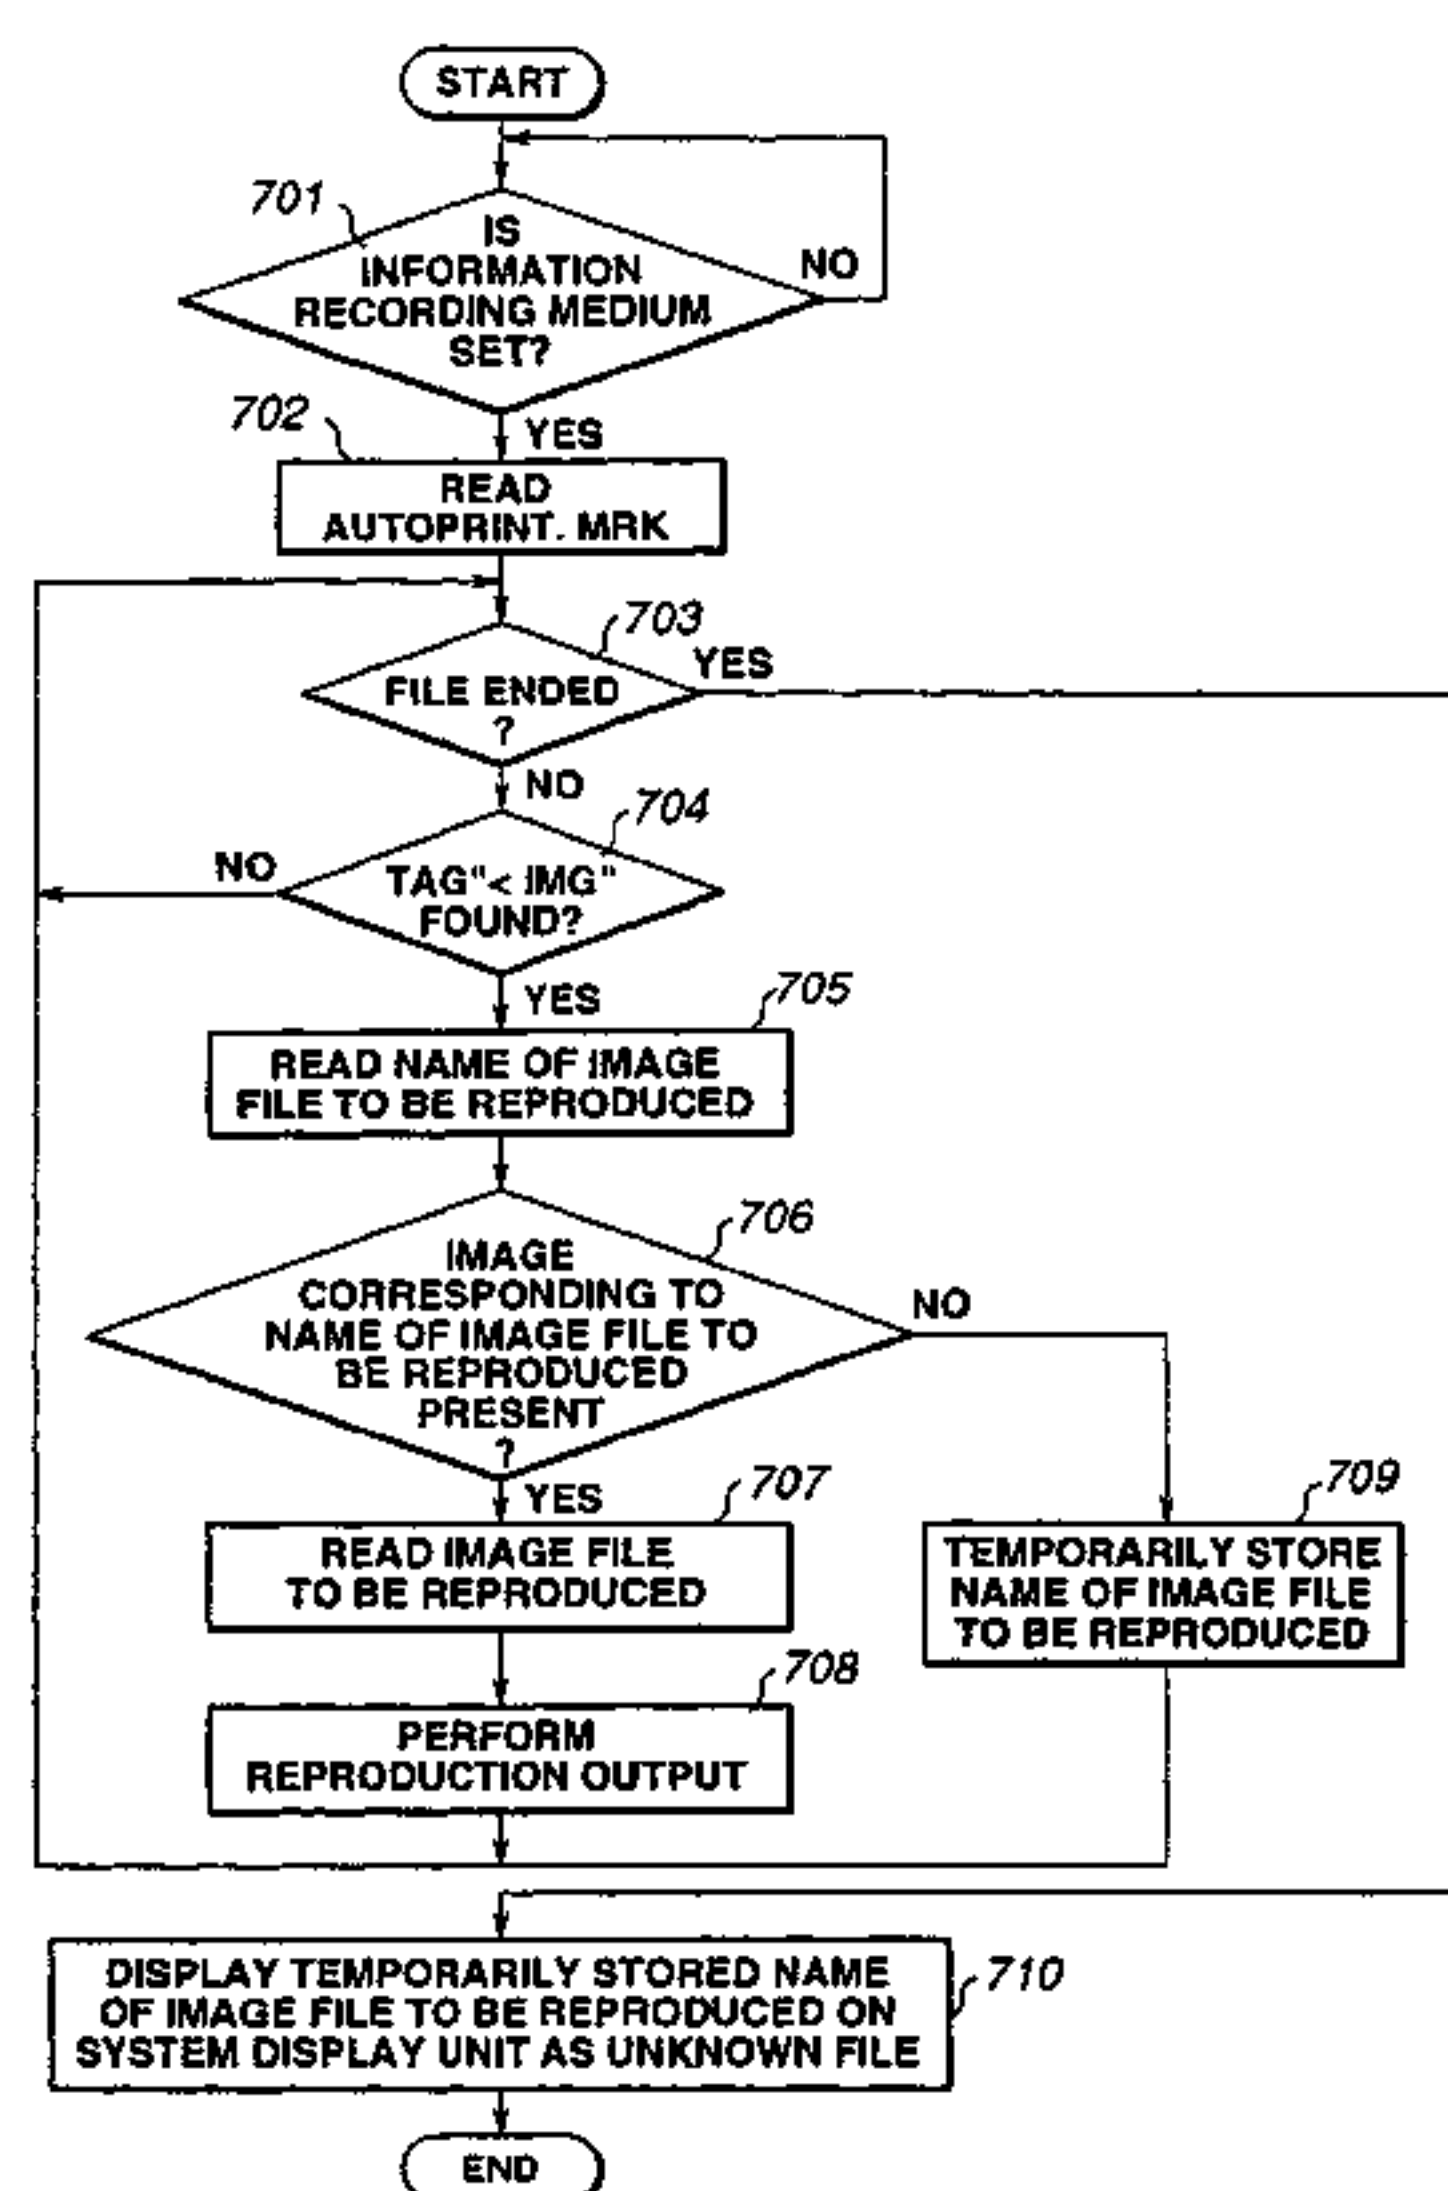 START
701
IS
INFORMATION
RECORDING MEDIUM
SET?
NO
702
YES
READ
AUTOPRINT. MRK
703
YES
FILE ENDED
?
NO
704
NO
TAG"< IMG"
FOUND?
YES
705
READ NAME OF IMAGE
FILE TO BE REPRODUCED
706
IMAGE
CORRESPONDING TO
NAME OF IMAGE FILE TO
BE REPRODUCED
PRESENT
?
NO
YES
707
READ IMAGE FILE
TO BE REPRODUCED
709
TEMPORARILY STORE
NAME OF IMAGE FILE
TO BE REPRODUCED
708
PERFORM
REPRODUCTION OUTPUT
DISPLAY TEMPORARILY STORED NAME
OF IMAGE FILE TO BE REPRODUCED ON
SYSTEM DISPLAY UNIT AS UNKNOWN FILE
710
END